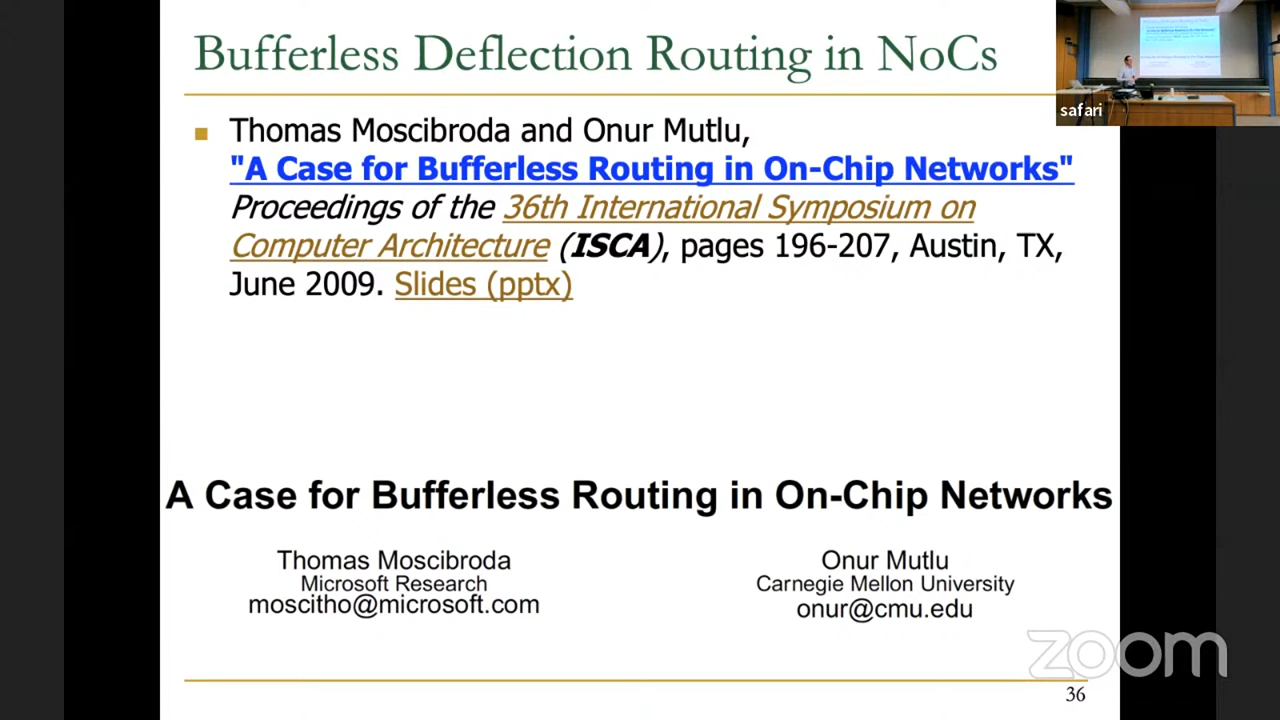 Bufferless Deflection Routing in NoCs
safari
Thomas Moscibroda and Onur Mutlu,
"A Case for Bufferless Routing in On-Chip Networks"
Proceedings of the 36th International Symposium on
Computer Architecture (ISCA), pages 196-207, Austin, TX,
June 2009. Slides (pptx)
A Case for Bufferless Routing in On-Chip Networks
Thomas Moscibroda
Microsoft Research
moscitho@microsoft.com
Onur Mutlu
Carnegie Mellon University
onur@cmu.edu
zoom
36